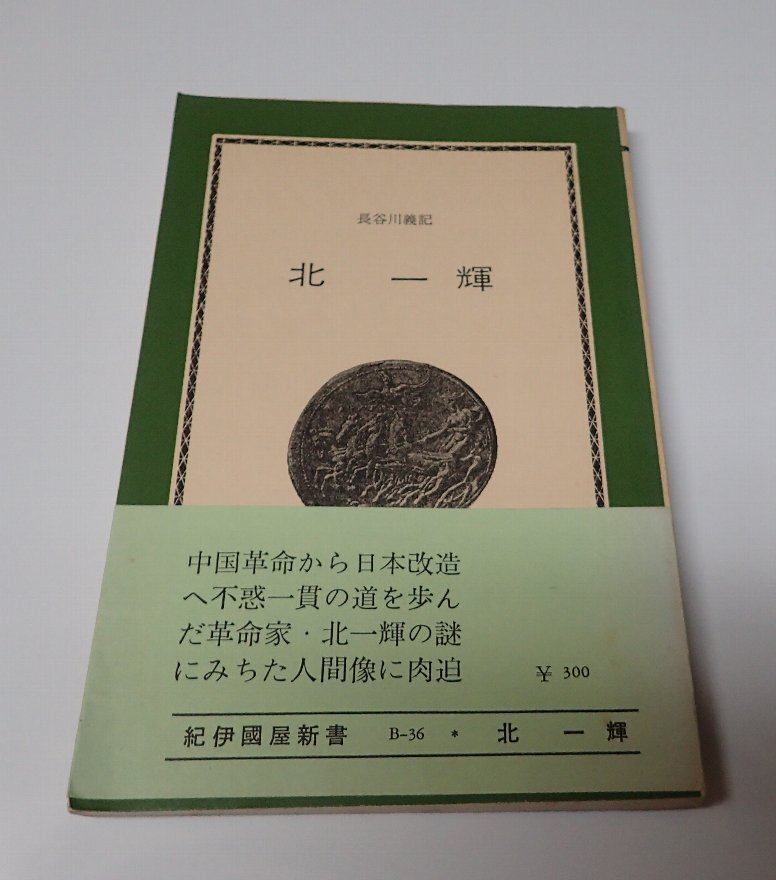 長谷川義記
北 一輝
中国革命から日本改造
へ不惑一貫の道を歩ん
だ革命家・北一輝の謎
にみちた人間像に肉迫
¥ 300
紀伊國屋新書 B-36 * 北 一 輝